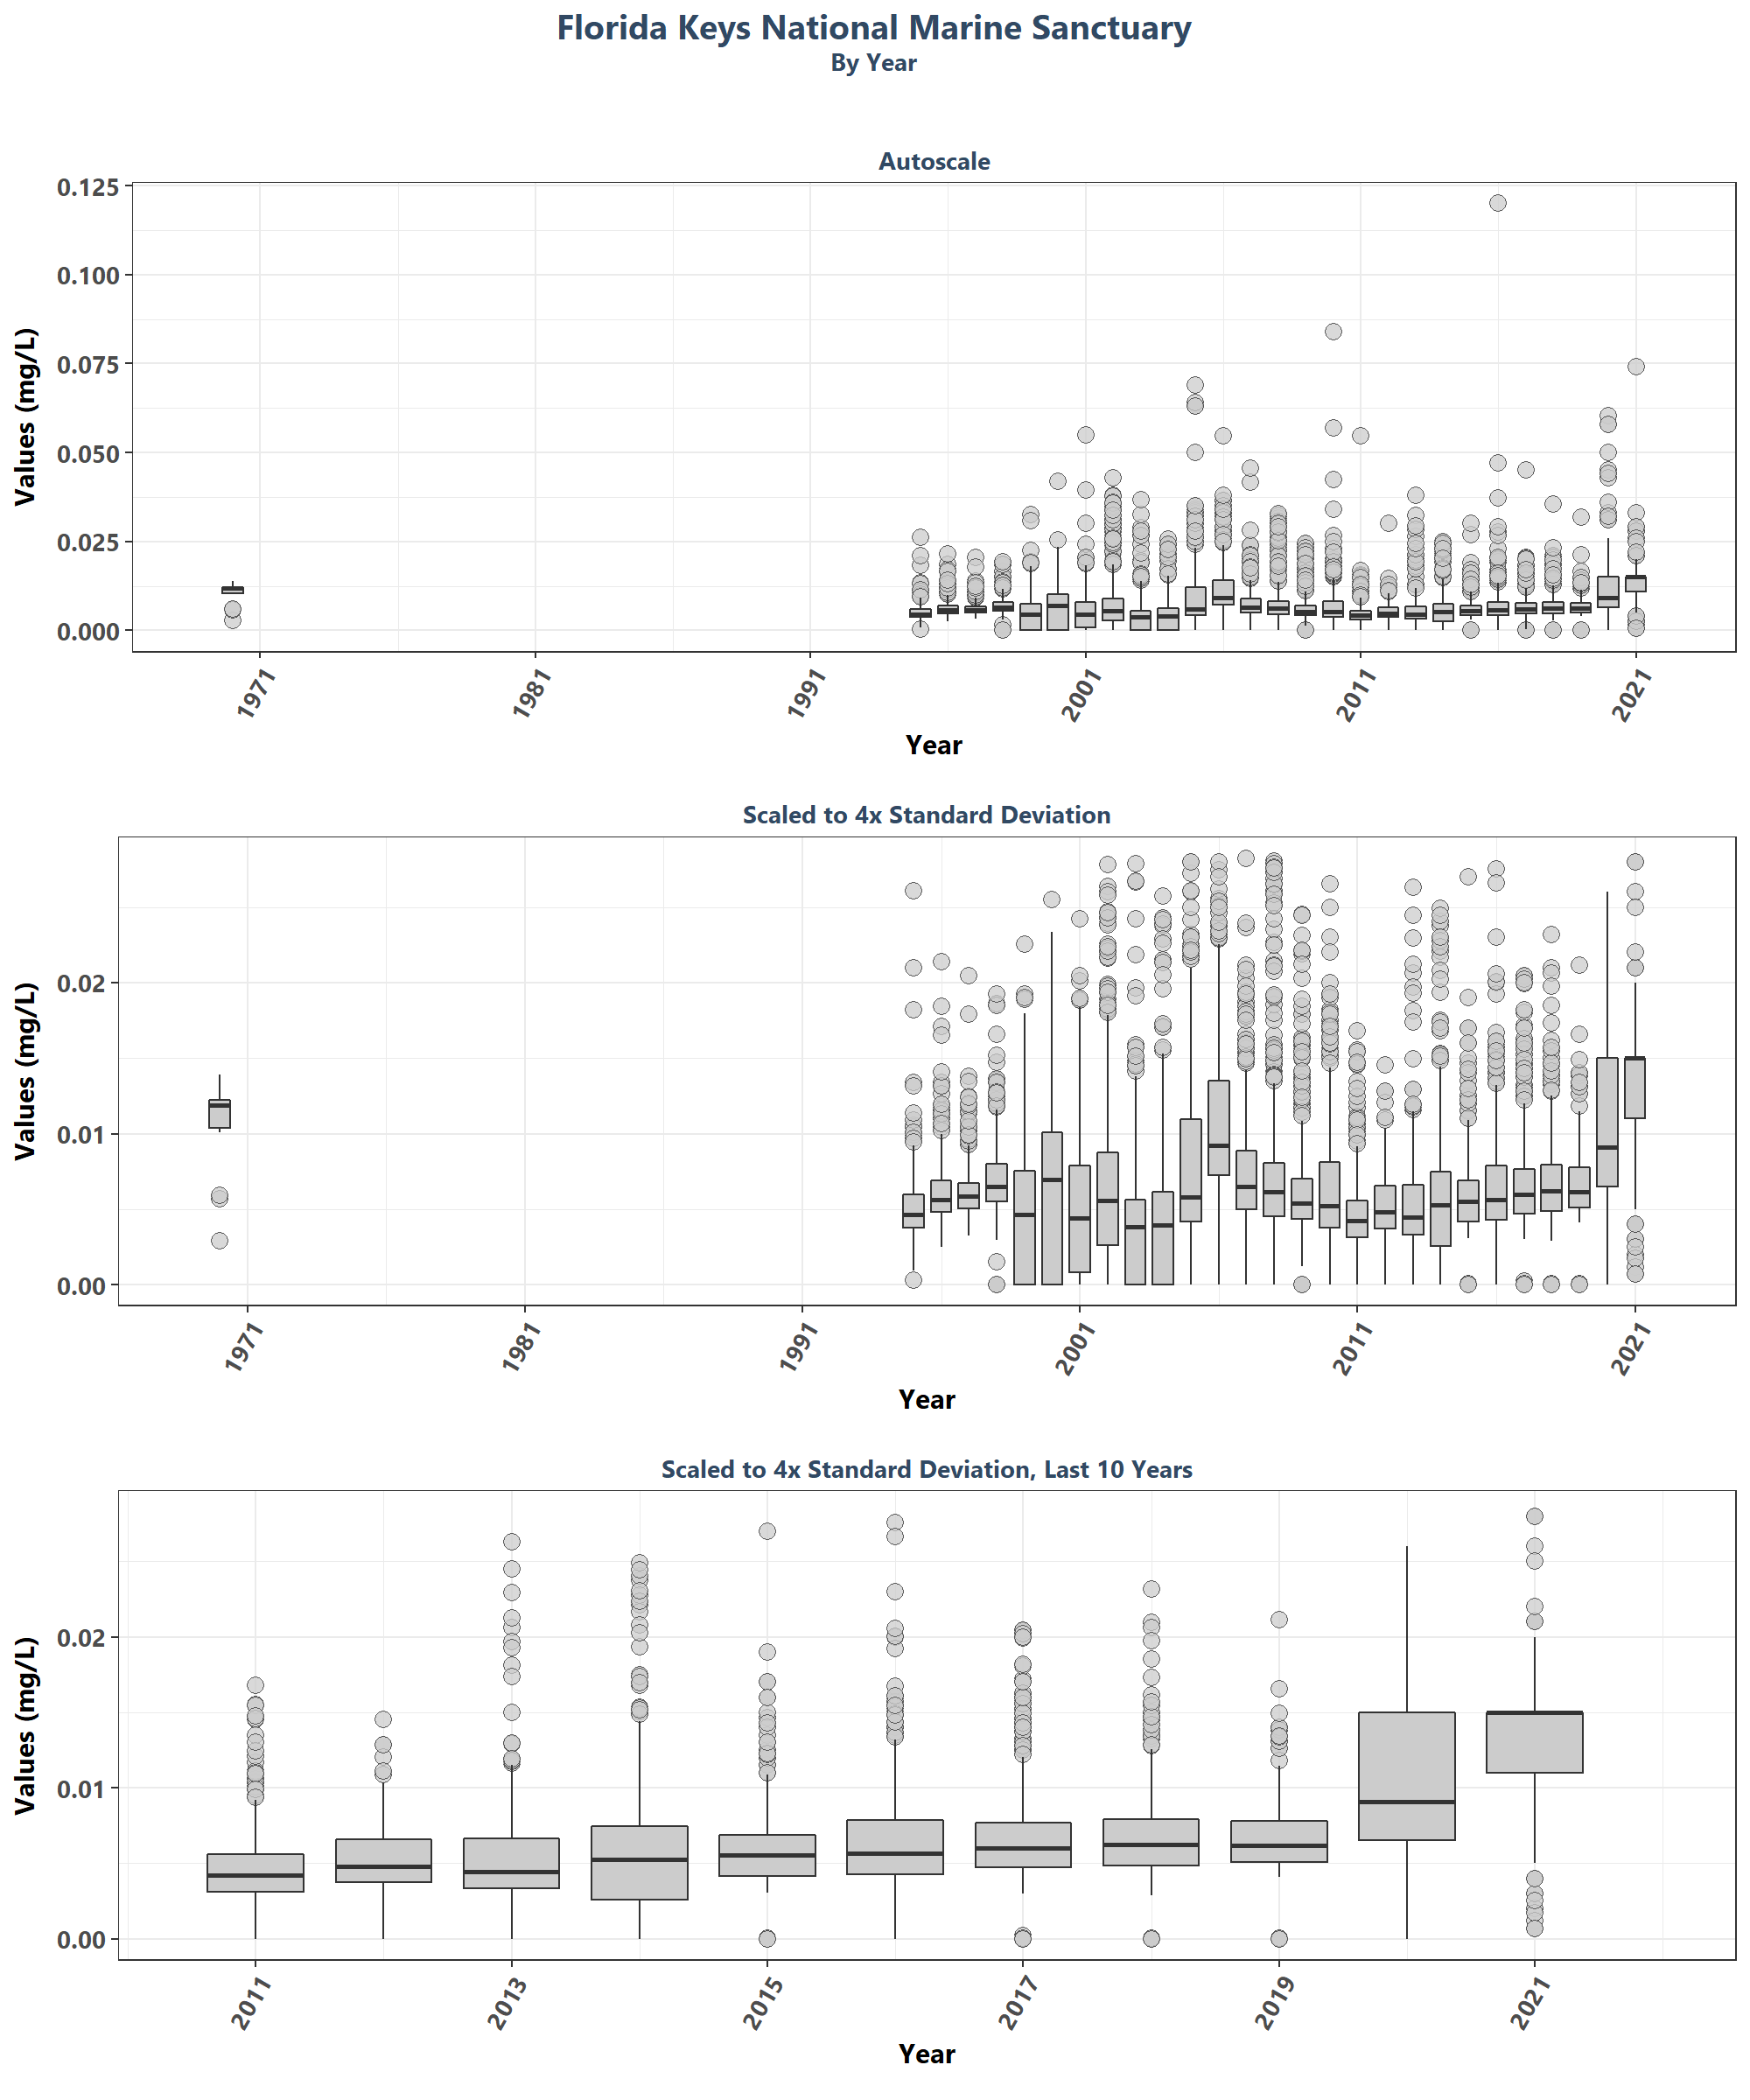 Florida Keys National Marine Sanctuary
By Year
Autoscale
Values (mg/L)
0.125
0.100
0.075
0.050
0.025
0.000
1971
1981
1991
2001
2011
2021
Year
Scaled to 4x Standard Deviation
Values (mg/L)
0.02
0.01
0.00
1971
1981
1991
2001
2011
2021
Year
Scaled to 4x Standard Deviation, Last 10 Years
Values (mg/L)
0.02
0.01
0.00
2011
2013
2015
2017
2019
2021
Year